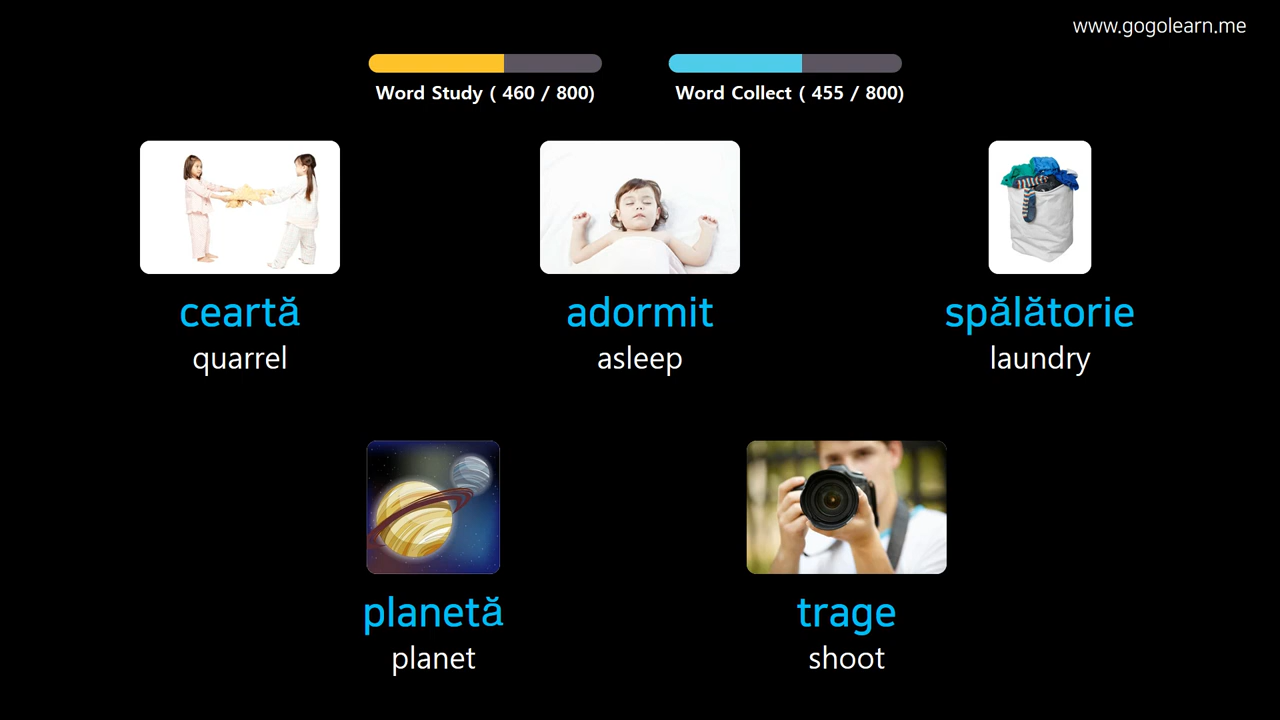 www.gogolearn.me
Word Study ( 460 / 800)
Word Collect ( 455 / 800)
ceartă
quarrel
adormit
asleep
spălătorie
laundry
planetă
planet
trage
shoot